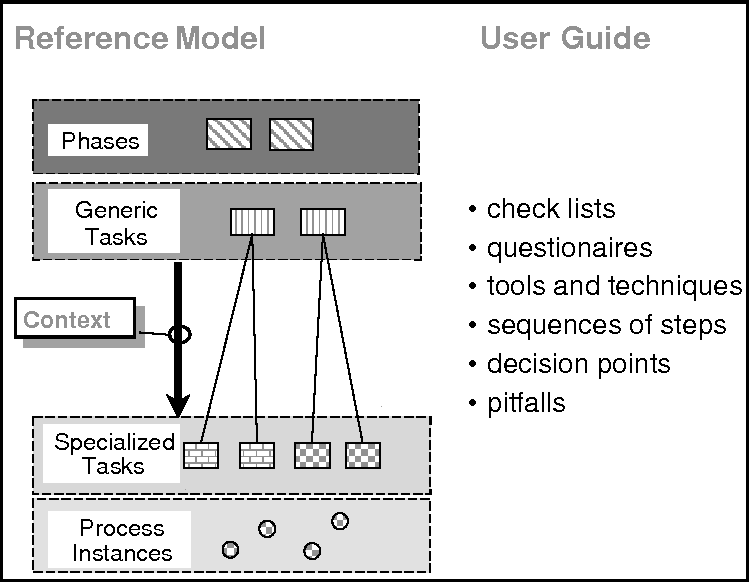 Reference Model
User Guide
Phases
Generic
Tasks
Context
Specialized
Tasks
Process
Instances
• check lists
• questionaires
• tools and techniques
• sequences of steps
• decision points
• pitfalls